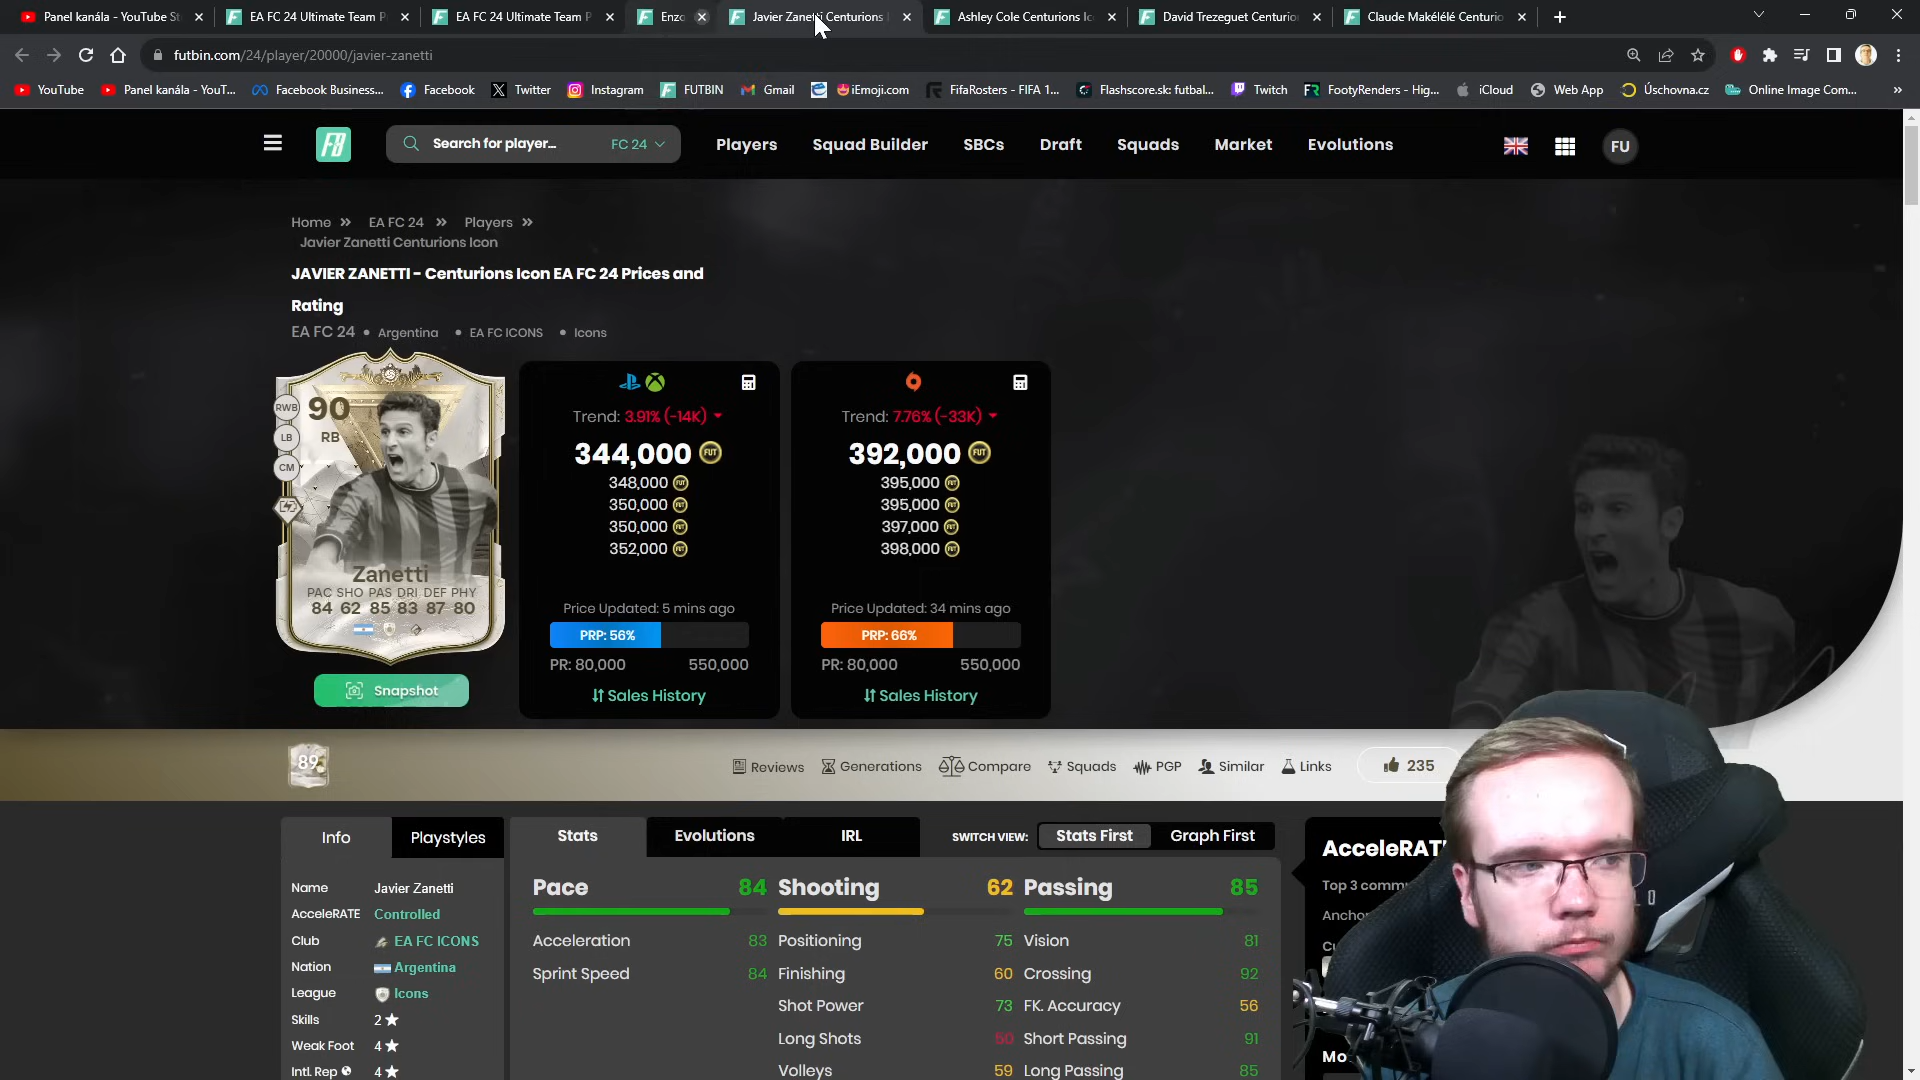 Panel kanála - YouTube St
EA FC 24 Ultimate Team P
EA FC 24 Ultimate Team P
Enzo
Javier Zanetti Centurions
Ashley Cole Centurions Ic
David Trezeguet Centurio
Claude Makélélé Centurio
futbin.com/24/player/20000/javier-zanetti
YouTube
Panel kanála - YouT...
Facebook Business...
Facebook
Twitter
Instagram
FUTBIN
Gmail
iEmoji.com
FifaRosters - FIFA 1...
Flashscore.sk: futbal...
Twitch
FootyRenders - Hig...
iCloud
Web App
Úschovna.cz
Online Image Com...
Search for player...
FC 24
Players
Squad Builder
SBCs
Draft
Squads
Market
Evolutions
FU
Home » EA FC 24 » Players »
Javier Zanetti Centurions Icon
JAVIER ZANETTI - Centurions Icon EA FC 24 Prices and
Rating
EA FC 24 • Argentina • EA FC ICONS • Icons
RWB
LB
CM
90
RB
Zanetti
PAC SHO PAS DRI DEF PHY
84 62 85 83 87 80
Snapshot
Trend: 3.91% (-14K)
344,000
348,000
350,000
350,000
352,000
Price Updated: 5 mins ago
PRP: 56%
PR: 80,000 550,000
Sales History
Trend: 7.76% (-33K)
392,000
395,000
395,000
397,000
398,000
Price Updated: 34 mins ago
PRP: 66%
PR: 80,000 550,000
Sales History
89
Reviews
Generations
Compare
Squads
PGP
Similar
Links
235
Info
Playstyles
Name Javier Zanetti
AcceleRATE Controlled
Club EA FC ICONS
Nation Argentina
League Icons
Skills 2
Weak Foot 4
Intl. Rep 4
Stats
Evolutions
IRL
SWITCH VIEW:
Stats First
Graph First
Pace 84
Acceleration 83
Sprint Speed 84
Shooting 62
Positioning 75
Finishing 60
Shot Power 73
Long Shots 50
Volleys 59
Passing 85
Vision 81
Crossing 92
FK. Accuracy 56
Short Passing 91
Long Passing 85
AcceleRAT
Top 3 comm
Ancho
Cu
Mo